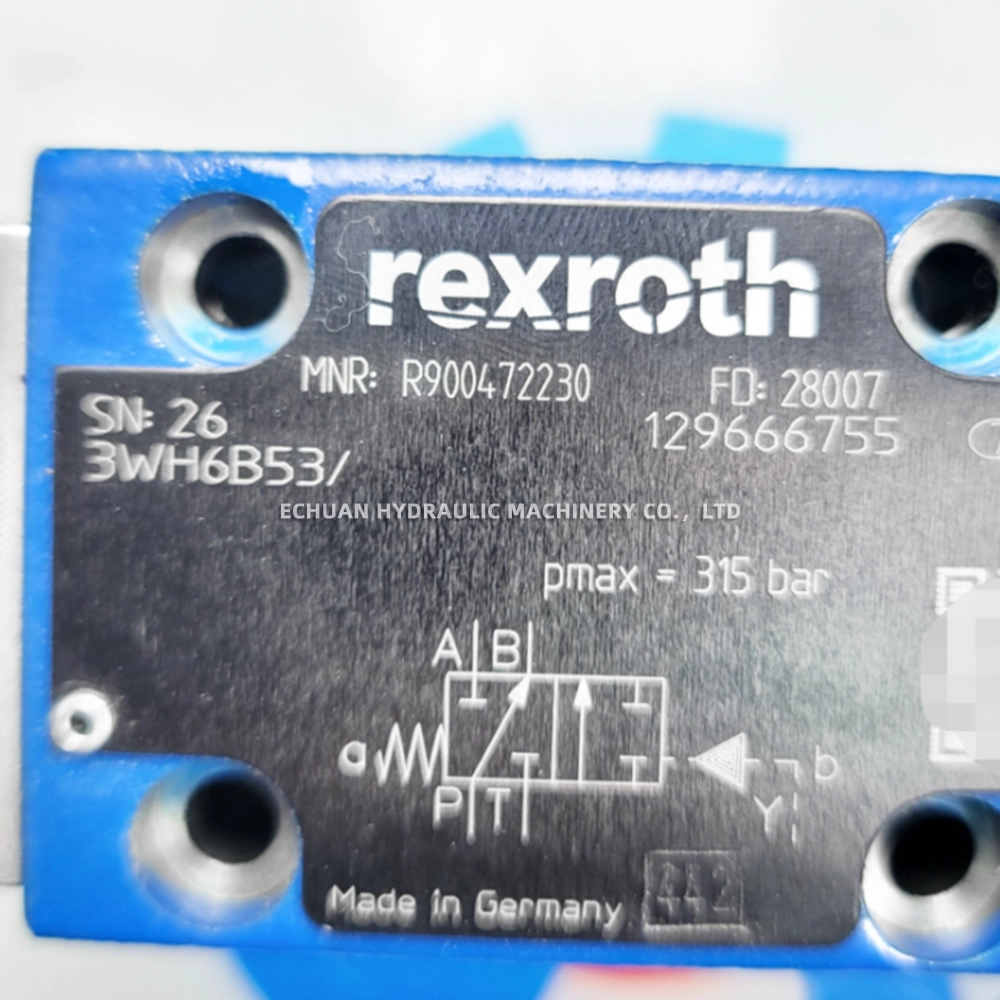 rexroth
MNR: R900472230 FD: 28007
SN: 26 129666755
3WH6B53/
ECHUAN HYDRAULIC MACHINERY CO., LTD
pmax = 315 bar
A B
a b
P T Y
Made in Germany 442